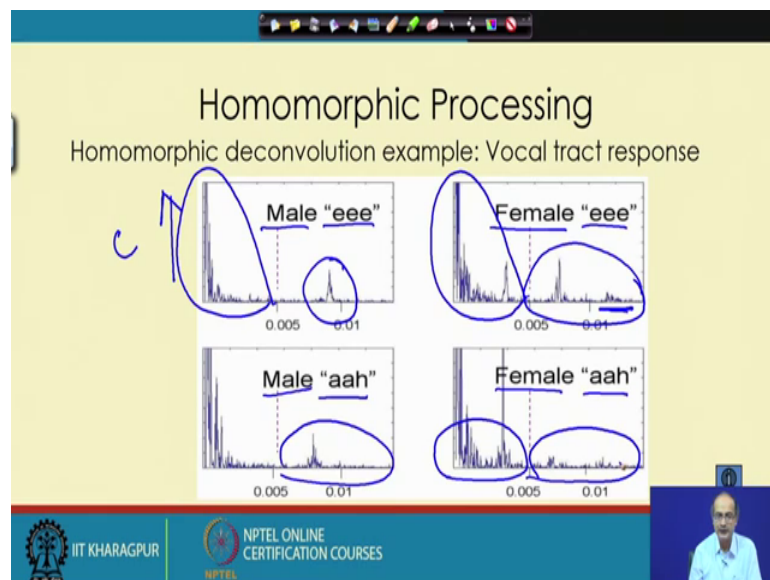 Homomorphic Processing
Homomorphic deconvolution example: Vocal tract response
C
Male "eee"
Female "eee"
0.005 0.01
0.005 0.01
Male "aah"
Female "aah"
0.005 0.01
0.005 0.01
IIT KHARAGPUR
NPTEL ONLINE
CERTIFICATION COURSES
NPTEL